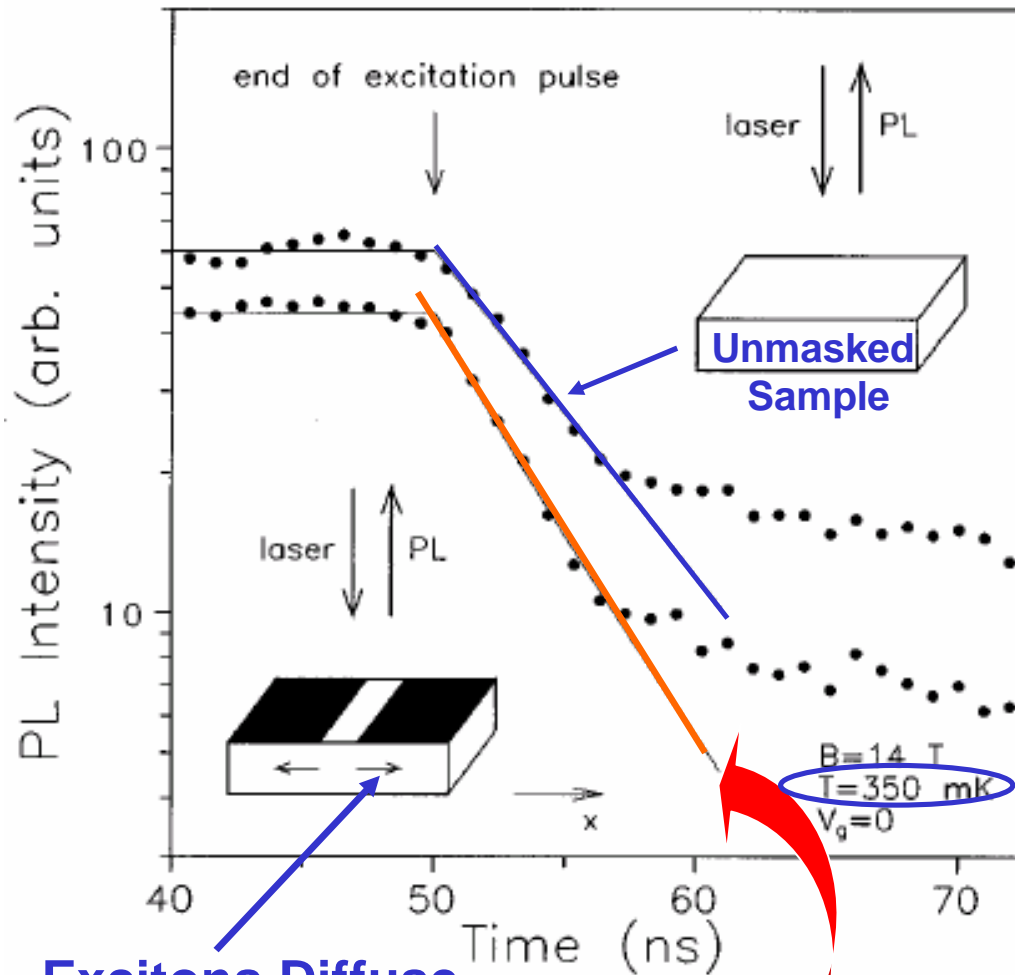 end of excitation pulse
laser
PL
100
Unmasked
Sample
PL Intensity (arb. units)
laser
PL
10
x
B=14 T
T=350 mK
Vg=0
40
50
60
70
Time (ns)
Excitons Diffuse